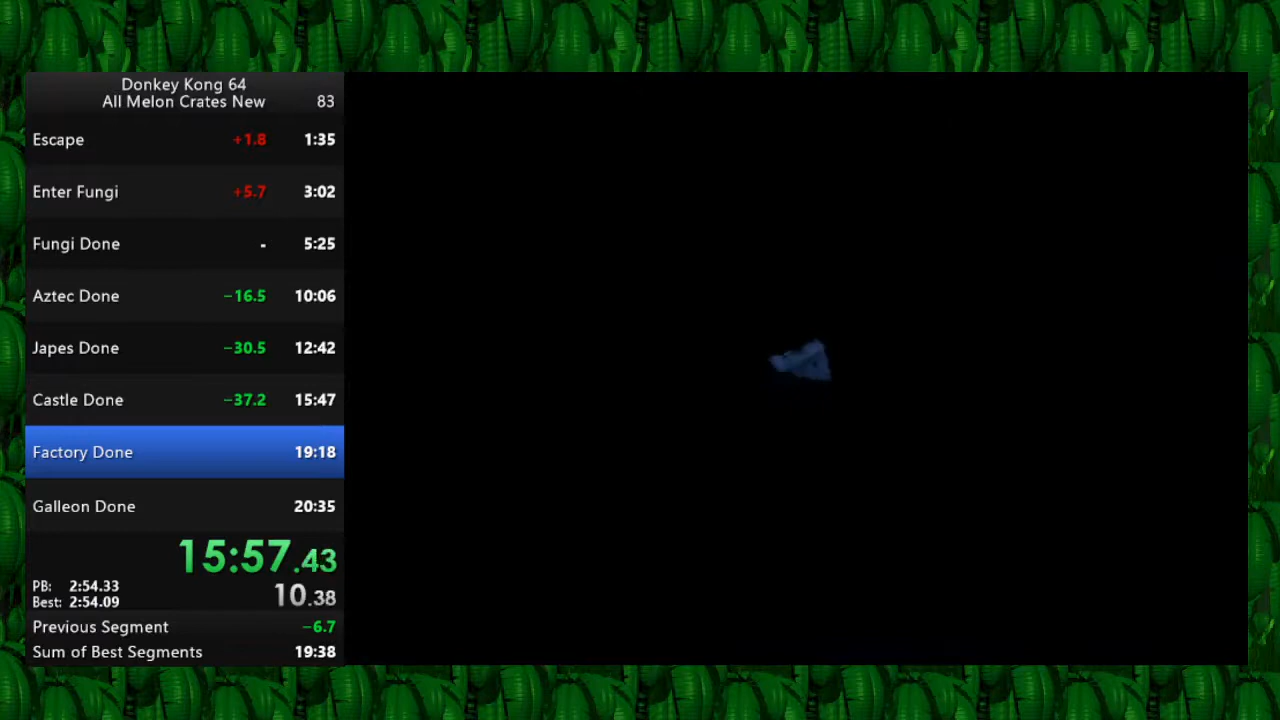 Donkey Kong 64
All Melon Crates New 83
Escape +1.8 1:35
Enter Fungi +5.7 3:02
Fungi Done - 5:25
Aztec Done −16.5 10:06
Japes Done −30.5 12:42
Castle Done −37.2 15:47
Factory Done 19:18
Galleon Done 20:35
15:57.43
PB: 2:54.33
Best: 2:54.09
10.38
Previous Segment −6.7
Sum of Best Segments 19:38